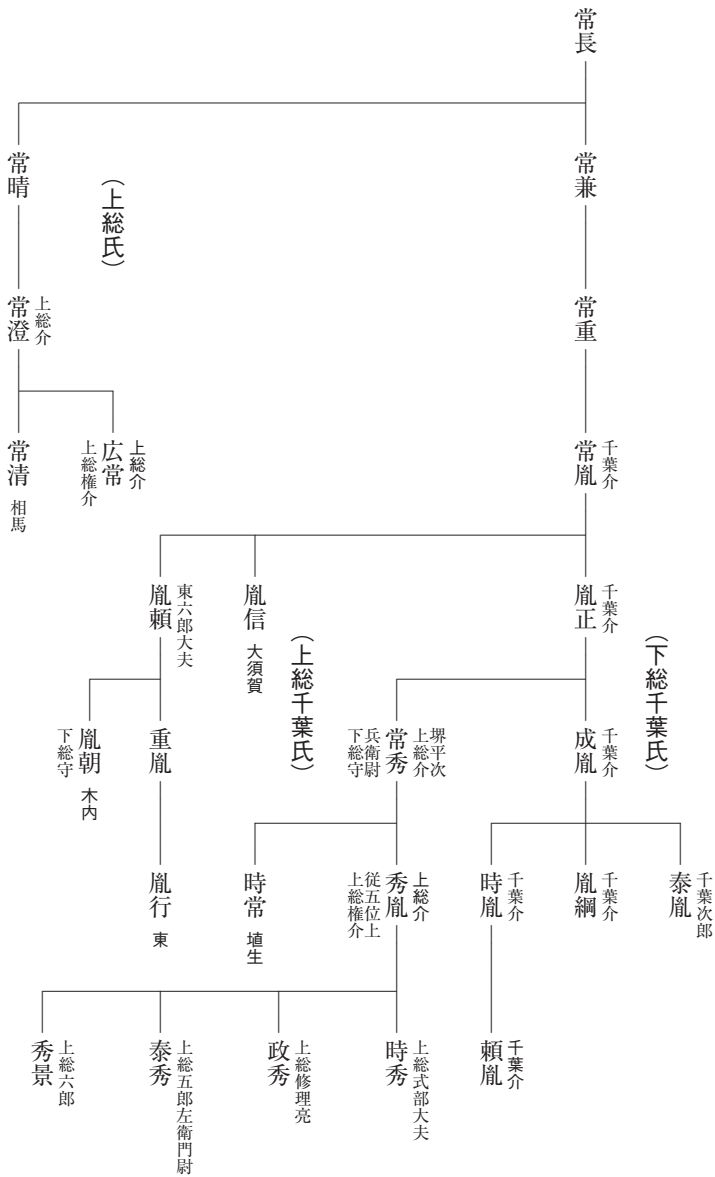 常長
常兼
常晴
（上総氏）
常重
上総介
常澄
千葉介
常胤
上総介
広常
上総権介
常清 相馬
千葉介
胤正
胤信 大須賀
東六郎大夫
胤頼
（下総千葉氏）
（上総千葉氏）
千葉介
成胤
堺平次
上総介
常秀
兵衛尉
下総守
重胤
胤朝 木内
下総守
千葉次郎
泰胤
千葉介
胤綱
千葉介
時胤
上総介
秀胤
従五位上
上総権介
時常 埴生
胤行 東
千葉介
頼胤
上総式部大夫
時秀
上総修理亮
政秀
上総五郎左衛門尉
泰秀
上総六郎
秀景